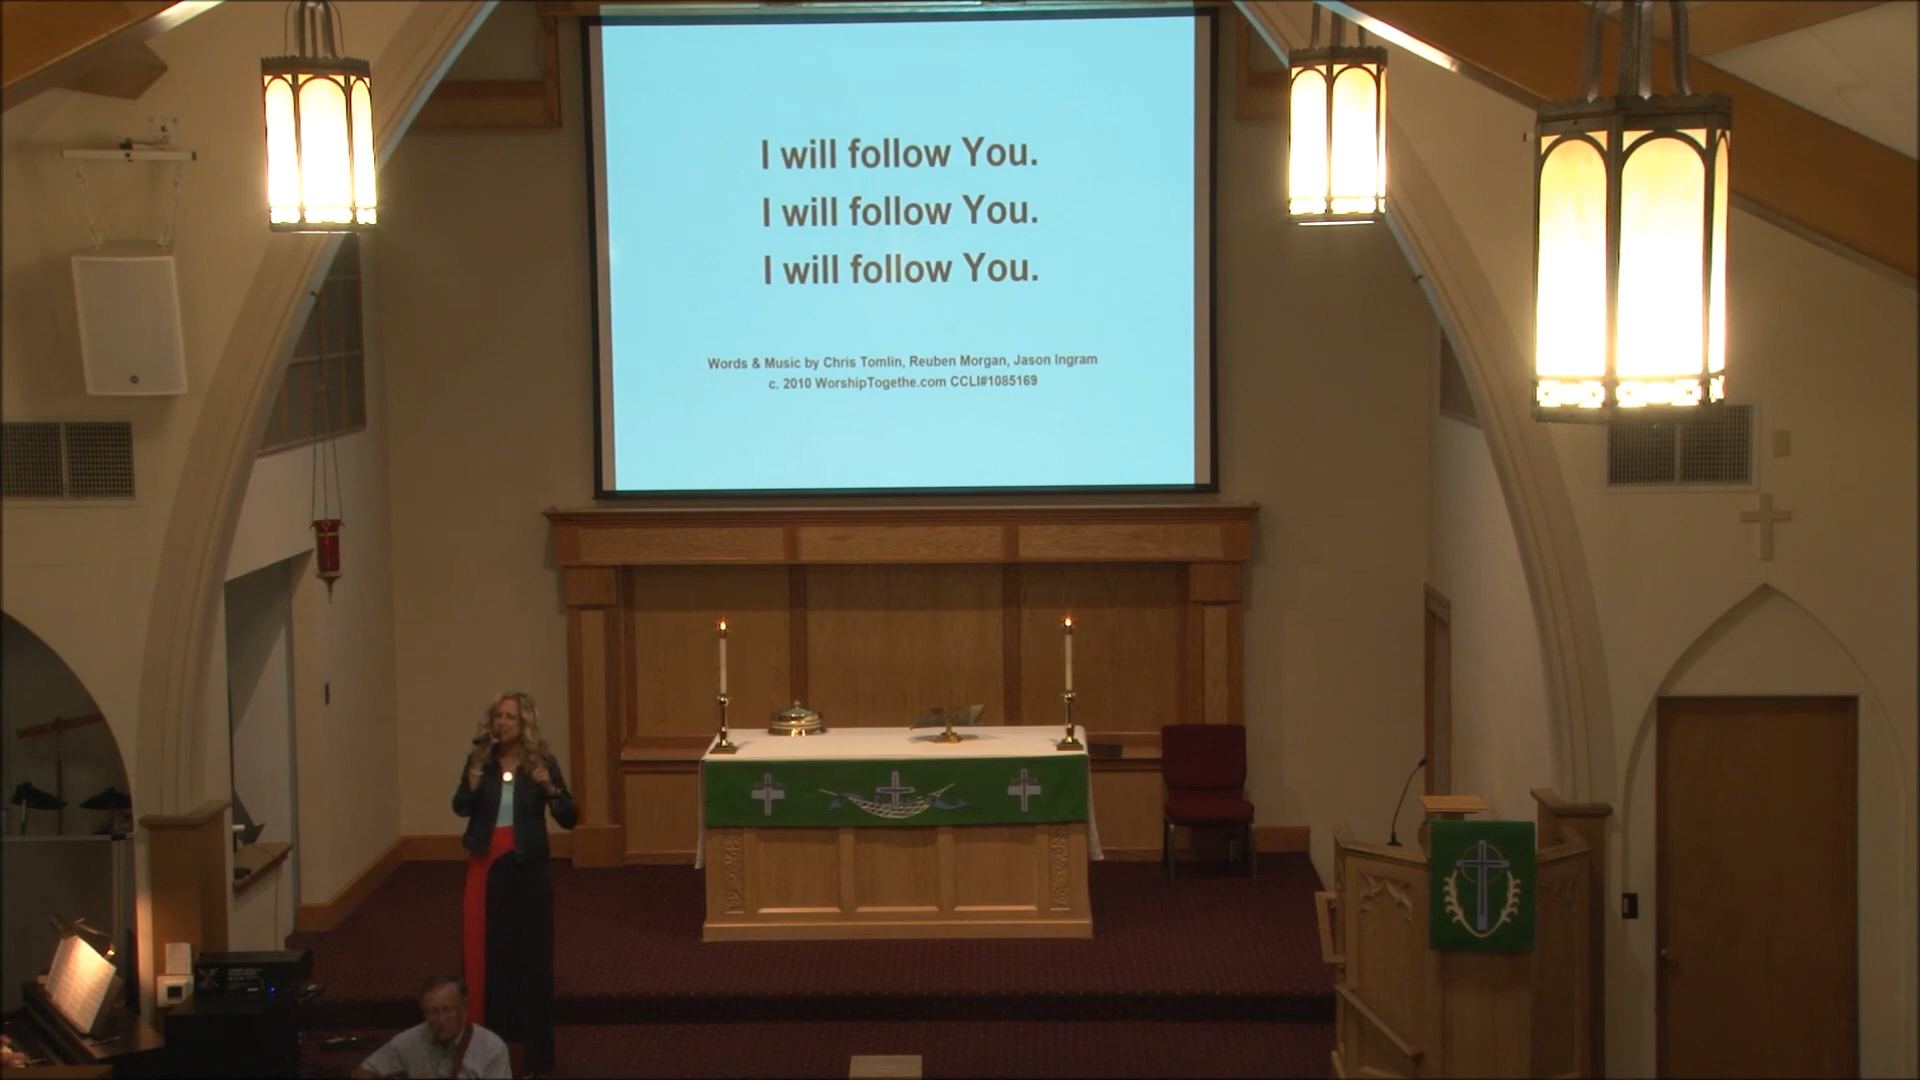 I will follow You.
I will follow You.
I will follow You.
Words & Music by Chris Tomlin, Reuben Morgan, Jason Ingram
c. 2010 WorshipTogethe.com CCLI#1085169